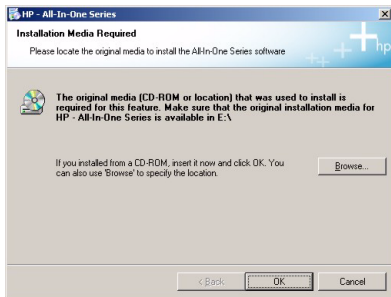 HP - All-In-One Series
Installation Media Required
Please locate the original media to install the All-In-One Series software
hp
The original media (CD-ROM or location) that was used to install is
required for this feature. Make sure that the original installation media for
HP - All-In-One Series is available in E:\
If you installed from a CD-ROM, insert it now and click OK. You
can also use 'Browse' to specify the location.
Browse...
< Back
OK
Cancel